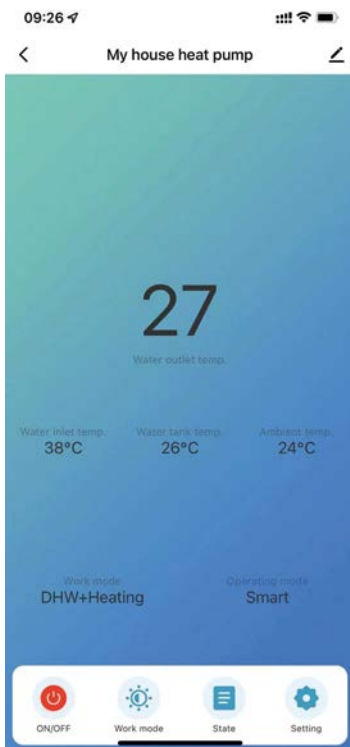 09:26
My house heat pump
27
Water outlet temp.
Water inlet temp. Water tank temp. Ambient temp.
38°C 26°C 24°C
Work mode Operating mode
DHW+Heating Smart
ON/OFF Work mode State Setting